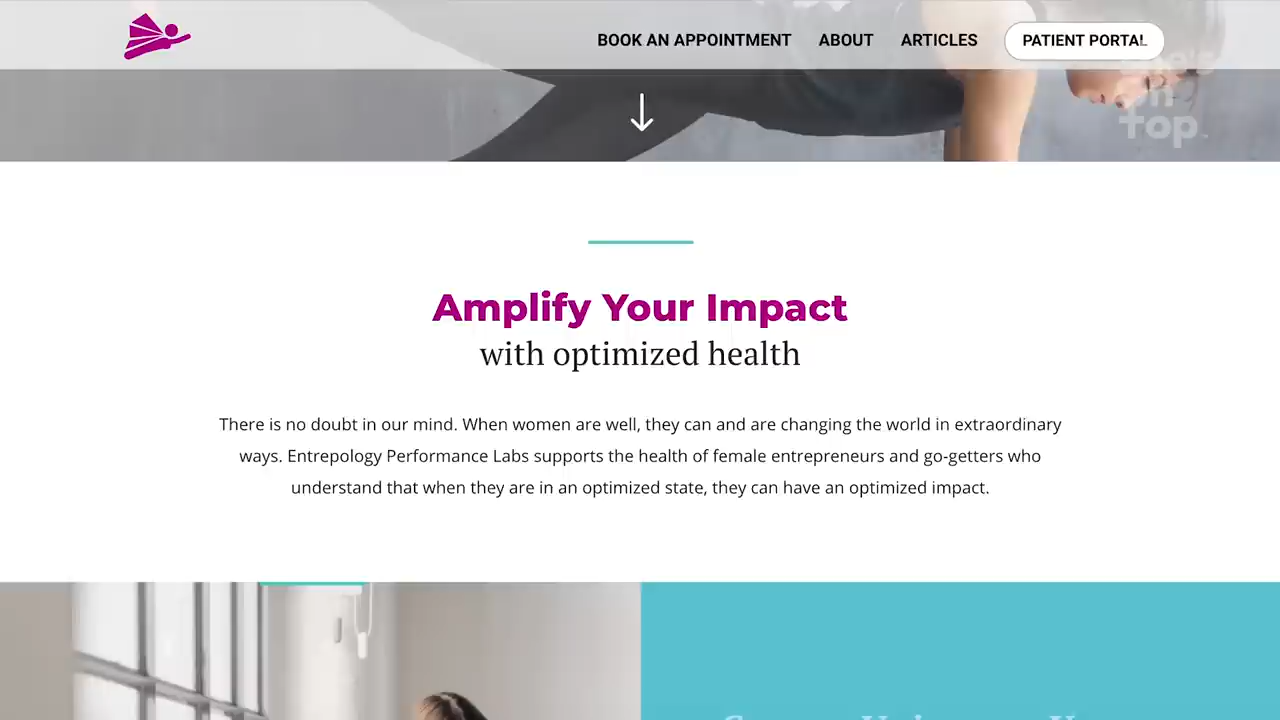 BOOK AN APPOINTMENT ABOUT ARTICLES PATIENT PORTAL
on
top
Amplify Your Impact
with optimized health
There is no doubt in our mind. When women are well, they can and are changing the world in extraordinary
ways. Entrepology Performance Labs supports the health of female entrepreneurs and go-getters who
understand that when they are in an optimized state, they can have an optimized impact.